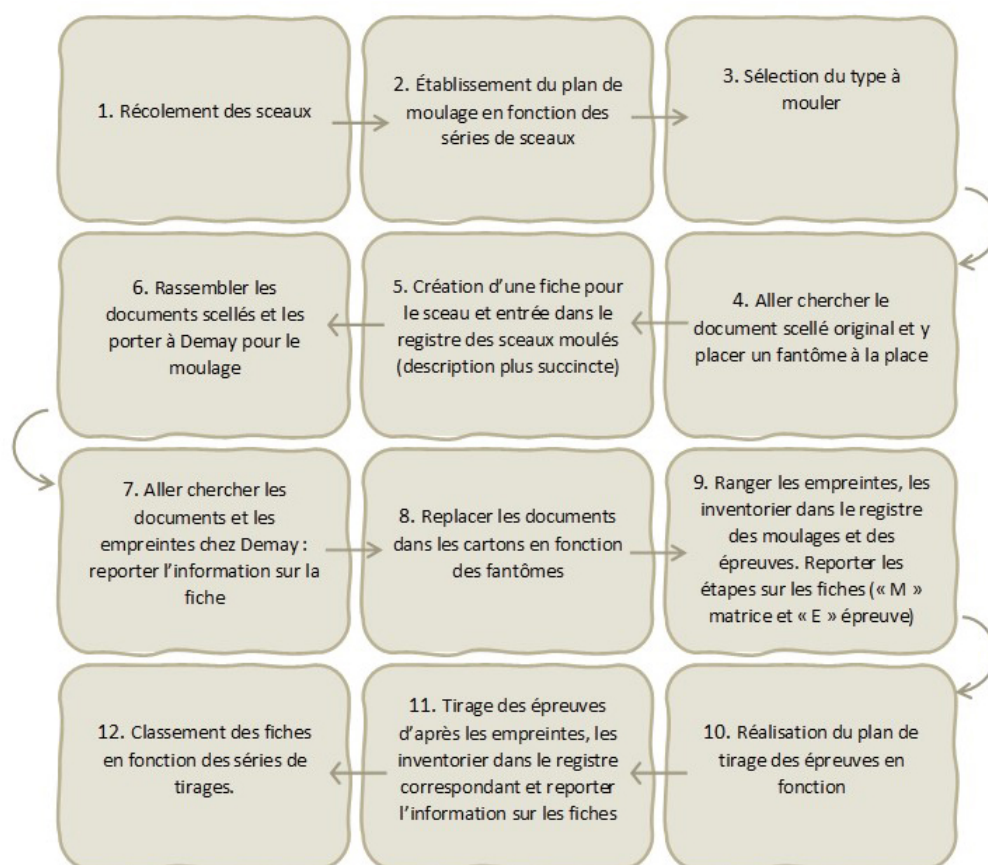 1. Récolement des sceaux
2. Établissement du plan de
moulage en fonction des
séries de sceaux
3. Sélection du type à
mouler
4. Aller chercher le
document scellé original et y
placer un fantôme à la place
5. Création d’une fiche pour
le sceau et entrée dans le
registre des sceaux moulés
(description plus succincte)
6. Rassembler les
documents scellés et les
porter à Demay pour le
moulage
7. Aller chercher les
documents et les
empreintes chez Demay :
reporter l’information sur la
fiche
8. Replacer les documents
dans les cartons en fonction
des fantômes
9. Ranger les empreintes, les
inventorier dans le registre
des moulages et des
épreuves. Reporter les
étapes sur les fiches (« M »
matrice et « E » épreuve)
10. Réalisation du plan de
tirage des épreuves en
fonction
11. Tirage des épreuves
d’après les empreintes, les
inventorier dans le registre
correspondant et reporter
l’information sur les fiches
12. Classement des fiches
en fonction des séries de
tirages.